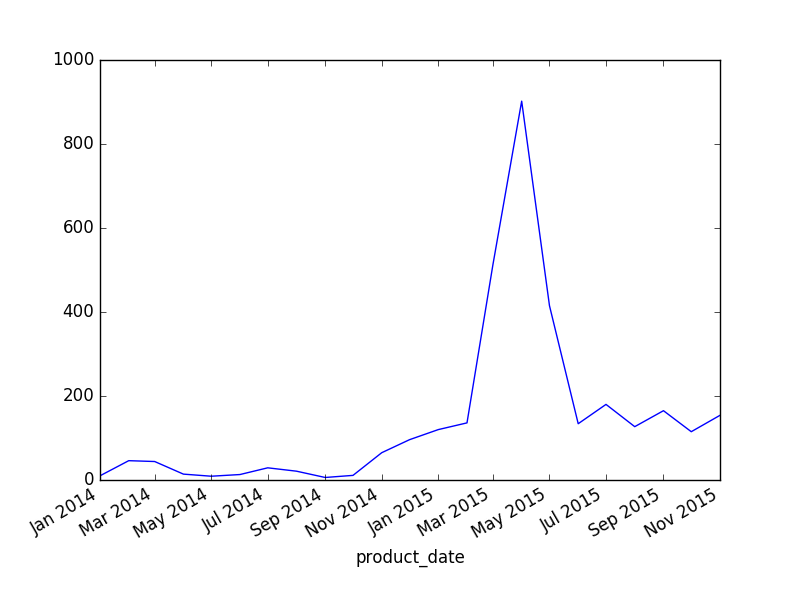 1000
800
600
400
200
0
Jan 2014
Mar 2014
May 2014
Jul 2014
Sep 2014
Nov 2014
Jan 2015
Mar 2015
May 2015
Jul 2015
Sep 2015
Nov 2015
product_date